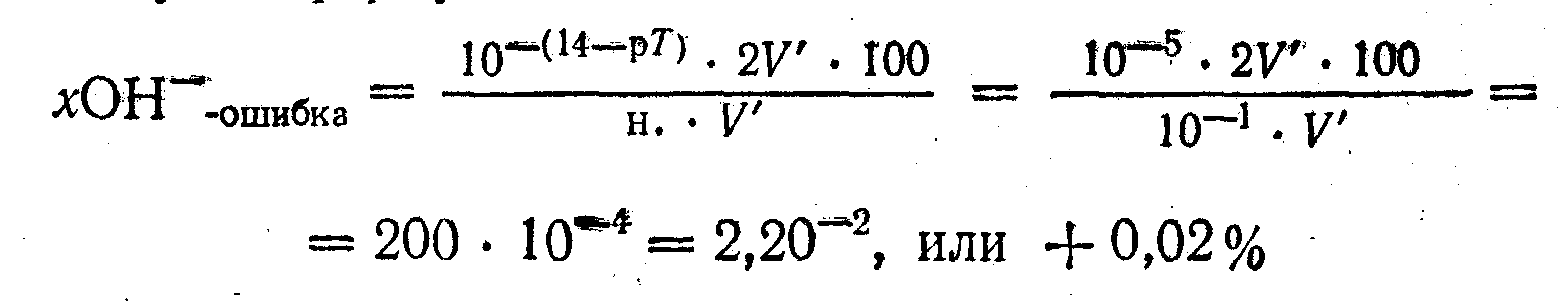 xOH⁻-ошибка = 10^−(14−pT) · 2V′ · 100 / н. · V′ = 10^−5 · 2V′ · 100 / 10^−1 · V′ =
= 200 · 10^−4 = 2,20^−2, или + 0,02%